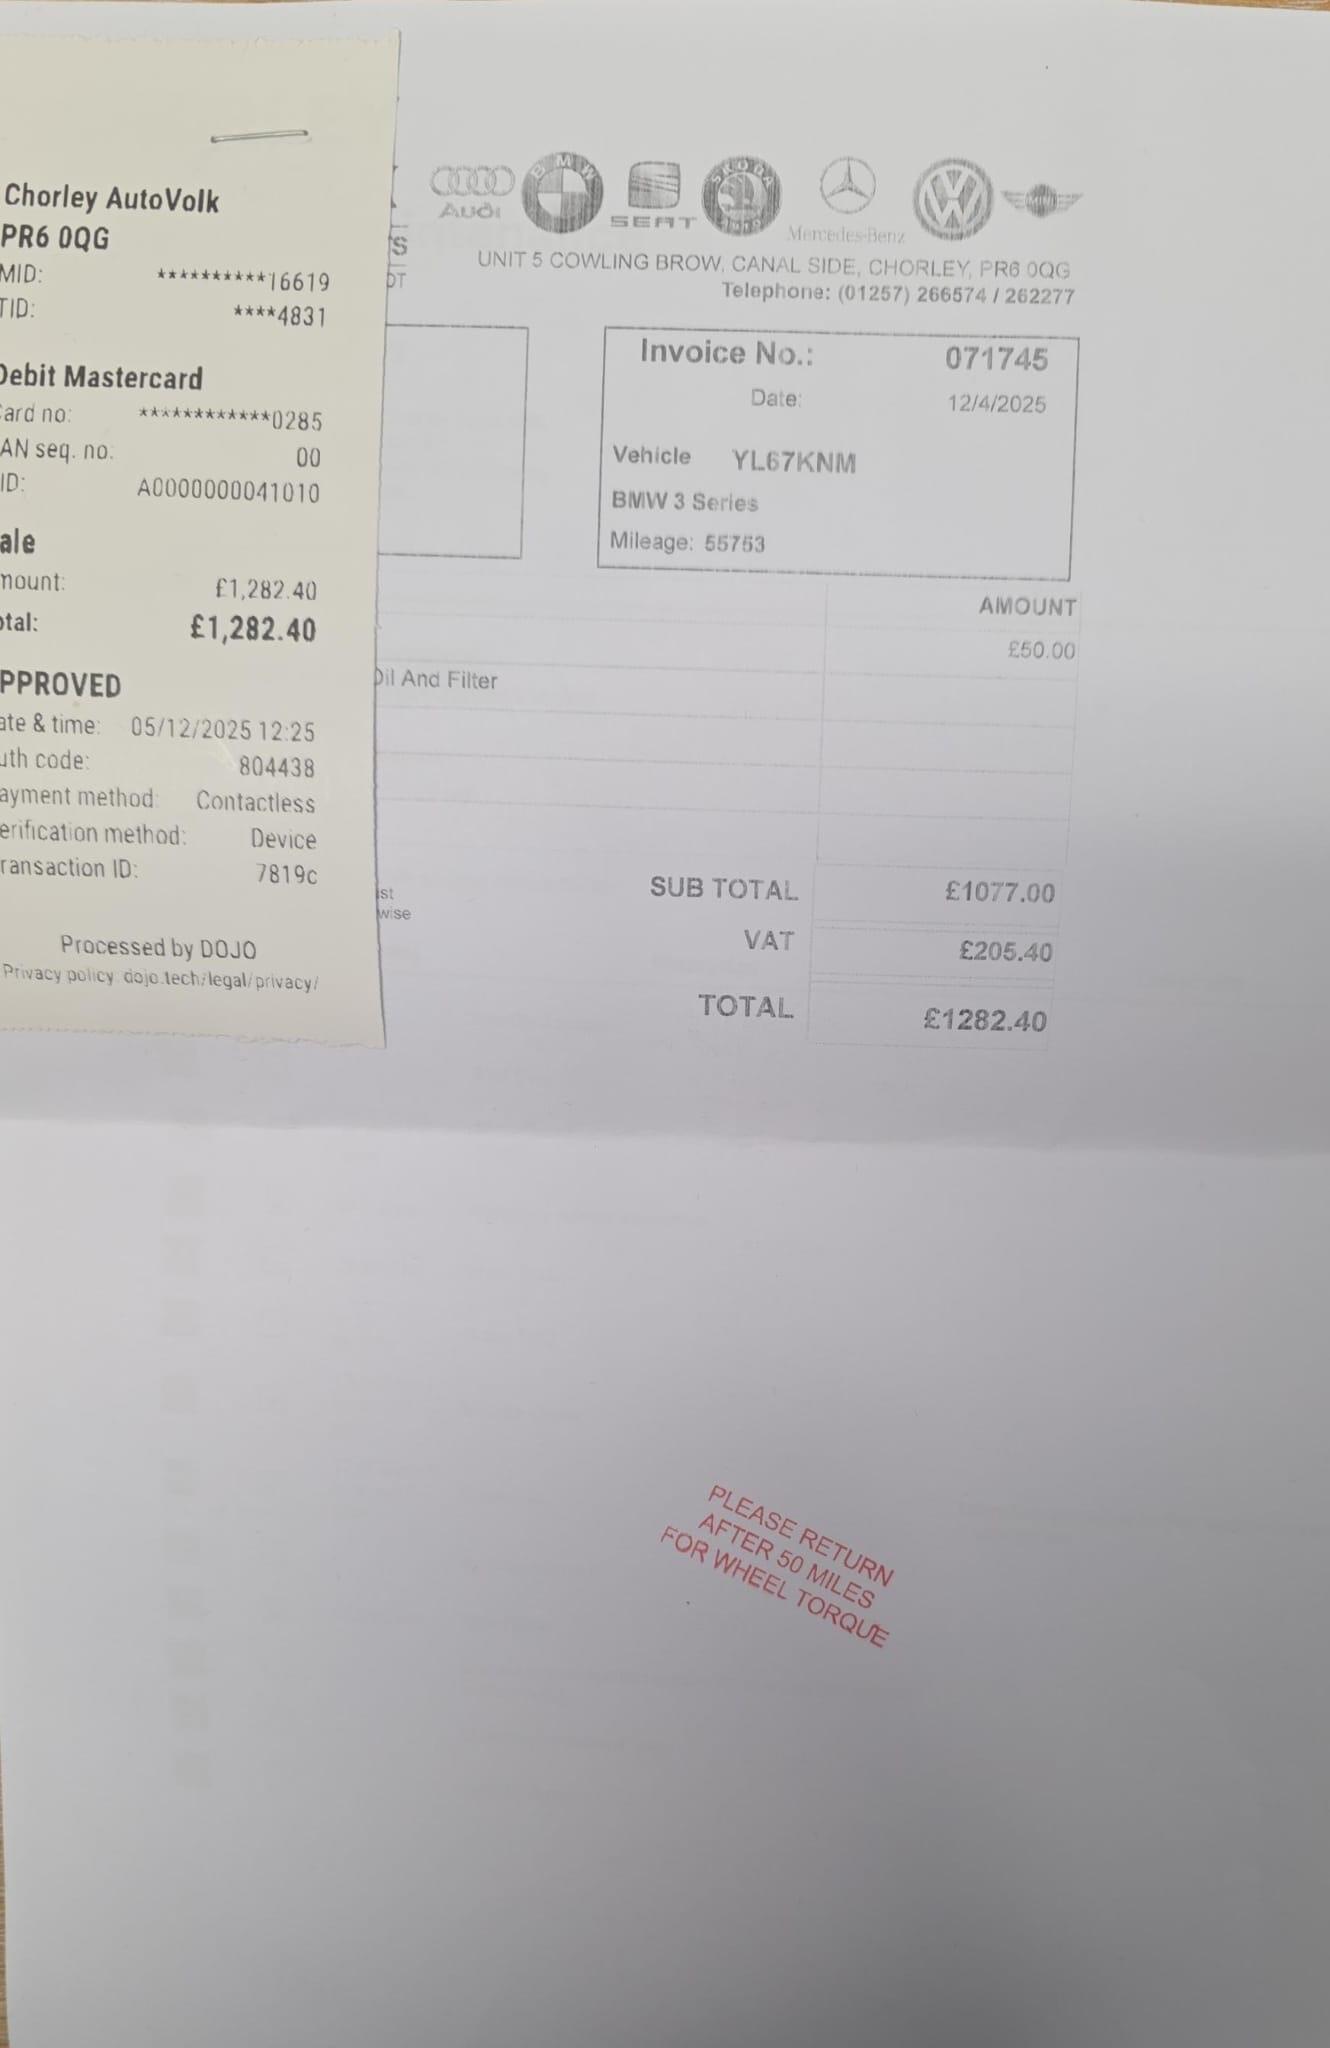 Chorley AutoVolk
PR6 0QG
MID: **********16619
TID: ****4831
Debit Mastercard
ard no: ************0285
AN seq. no: 00
ID: A0000000041010
ale
mount: £1,282.40
otal: £1,282.40
PPROVED
ate & time: 05/12/2025 12:25
uth code: 804438
ayment method: Contactless
erification method: Device
ransaction ID: 7819c
Processed by DOJO
Privacy policy: dojo.tech/legal/privacy/
Audi
BMW
SEAT
SKODA
Mercedes-Benz
MINI
S
OT
UNIT 5 COWLING BROW, CANAL SIDE, CHORLEY, PR6 0QG
Telephone: (01257) 266574 / 262277
Invoice No.: 071745
Date: 12/4/2025
Vehicle YL67KNM
BMW 3 Series
Mileage: 55753
AMOUNT
£50.00
Oil And Filter
ist
wise
SUB TOTAL £1077.00
VAT £205.40
TOTAL £1282.40
PLEASE RETURN
AFTER 50 MILES
FOR WHEEL TORQUE